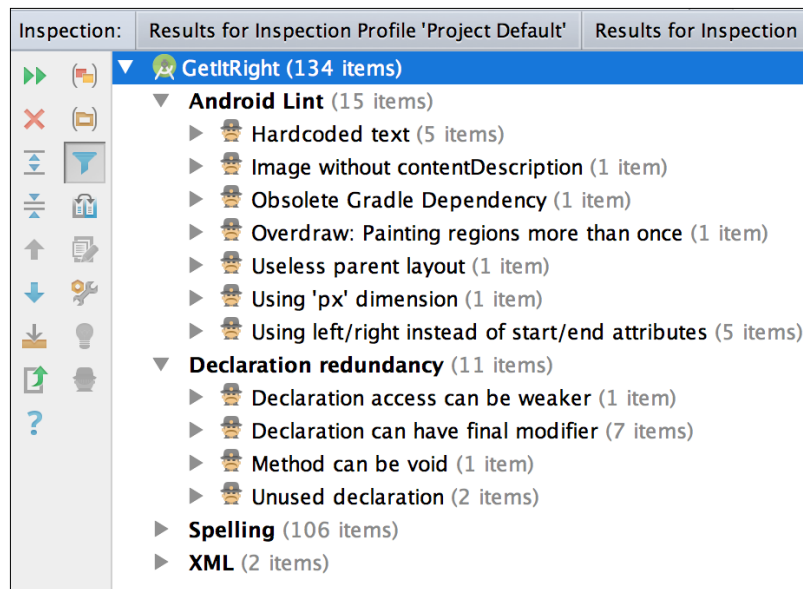 Inspection: Results for Inspection Profile 'Project Default' Results for Inspection
GetItRight (134 items)
Android Lint (15 items)
Hardcoded text (5 items)
Image without contentDescription (1 item)
Obsolete Gradle Dependency (1 item)
Overdraw: Painting regions more than once (1 item)
Useless parent layout (1 item)
Using 'px' dimension (1 item)
Using left/right instead of start/end attributes (5 items)
Declaration redundancy (11 items)
Declaration access can be weaker (1 item)
Declaration can have final modifier (7 items)
Method can be void (1 item)
Unused declaration (2 items)
Spelling (106 items)
XML (2 items)
?